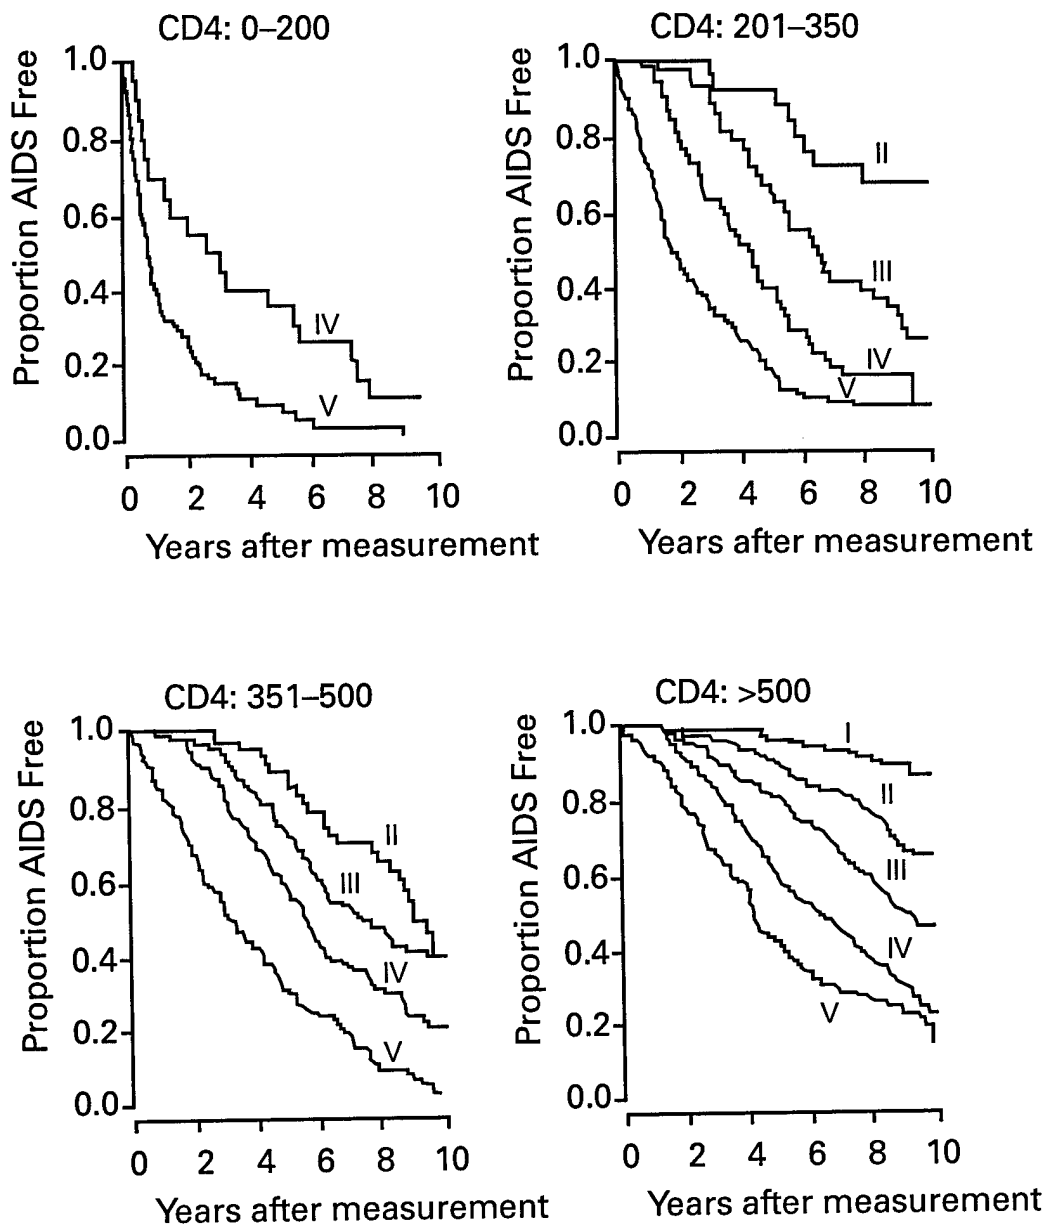 CD4: 0–200
Proportion AIDS Free
1.0
0.8
0.6
0.4
0.2
0.0
IV
V
0 2 4 6 8 10
Years after measurement
CD4: 201–350
Proportion AIDS Free
1.0
0.8
0.6
0.4
0.2
0.0
II
III
IV
V
0 2 4 6 8 10
Years after measurement
CD4: 351–500
Proportion AIDS Free
1.0
0.8
0.6
0.4
0.2
0.0
II
III
IV
V
0 2 4 6 8 10
Years after measurement
CD4: >500
Proportion AIDS Free
1.0
0.8
0.6
0.4
0.2
0.0
I
II
III
IV
V
0 2 4 6 8 10
Years after measurement